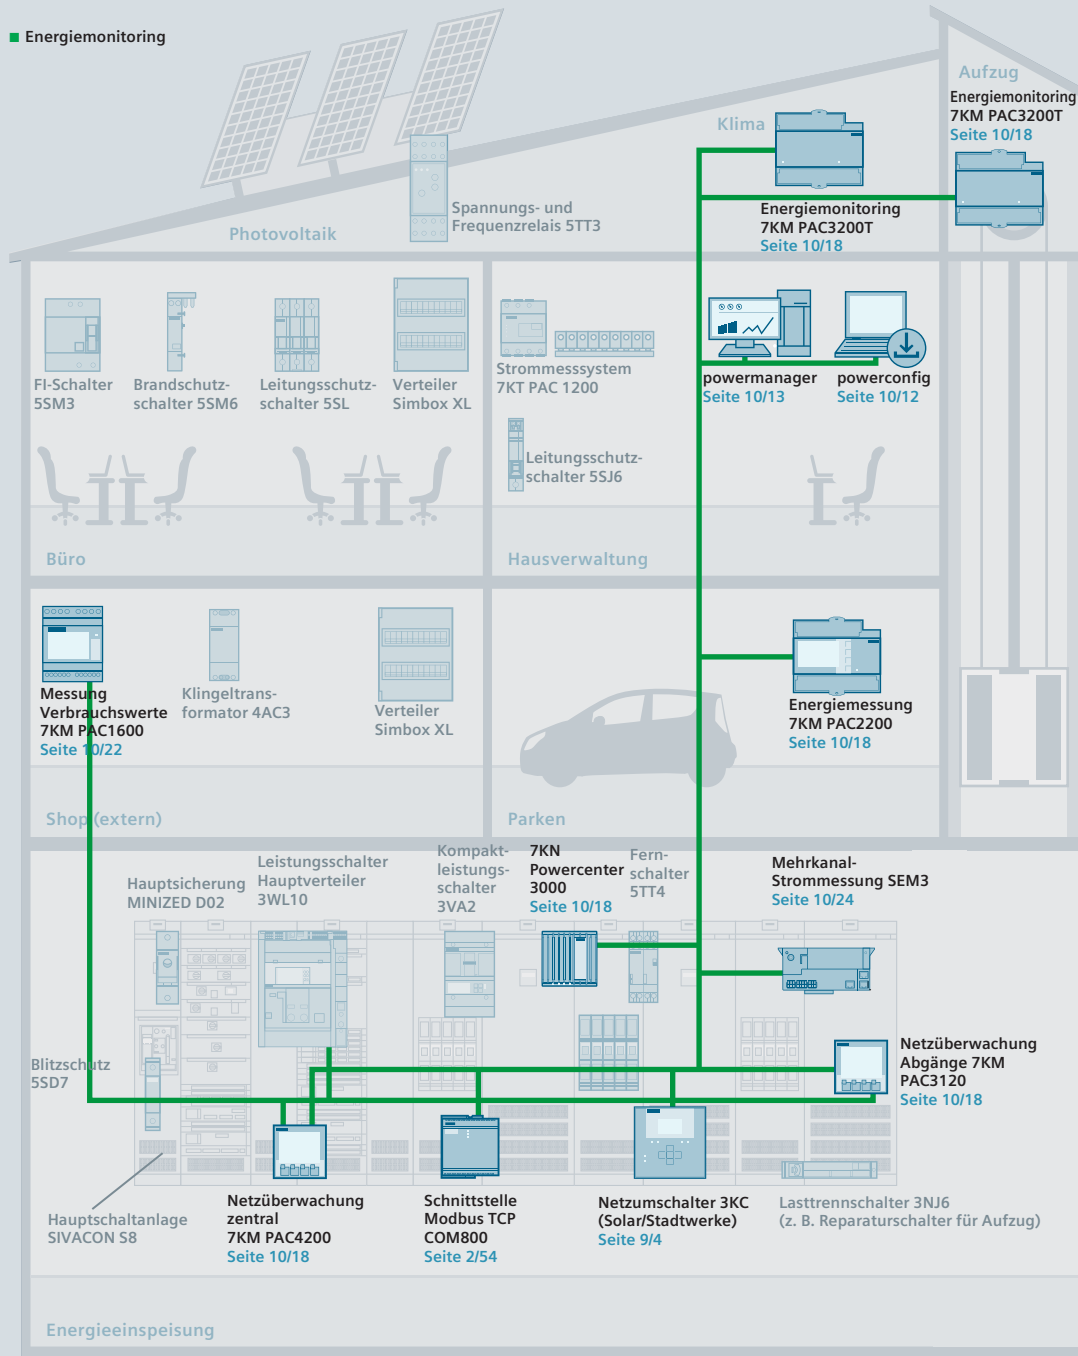 Energiemonitoring
Aufzug
Energiemonitoring
7KM PAC3200T
Seite 10/18
Klima
Energiemonitoring
7KM PAC3200T
Seite 10/18
Spannungs- und
Frequenzrelais 5TT3
Photovoltaik
FI-Schalter
5SM3
Brandschutz-
schalter 5SM6
Leitungsschutz-
schalter 5SL
Verteiler
Simbox XL
Strommesssystem
7KT PAC 1200
powermanager
Seite 10/13
powerconfig
Seite 10/12
Leitungsschutz-
schalter 5SJ6
Büro
Hausverwaltung
Messung
Verbrauchswerte
7KM PAC1600
Seite 10/22
Klingeltrans-
formator 4AC3
Verteiler
Simbox XL
Energiemessung
7KM PAC2200
Seite 10/18
Shop (extern)
Parken
Hauptsicherung
MINIZED D02
Leistungsschalter
Hauptverteiler
3WL10
Kompakt-
leistungs-
schalter
3VA2
7KN
Powercenter
3000
Seite 10/18
Fern-
schalter
5TT4
Mehrkanal-
Strommessung SEM3
Seite 10/24
Blitzschutz
5SD7
Netzüberwachung
Abgänge 7KM
PAC3120
Seite 10/18
Hauptschaltanlage
SIVACON S8
Netzüberwachung
zentral
7KM PAC4200
Seite 10/18
Schnittstelle
Modbus TCP
COM800
Seite 2/54
Netzumschalter 3KC
(Solar/Stadtwerke)
Seite 9/4
Lasttrennschalter 3NJ6
(z. B. Reparaturschalter für Aufzug)
Energieeinspeisung